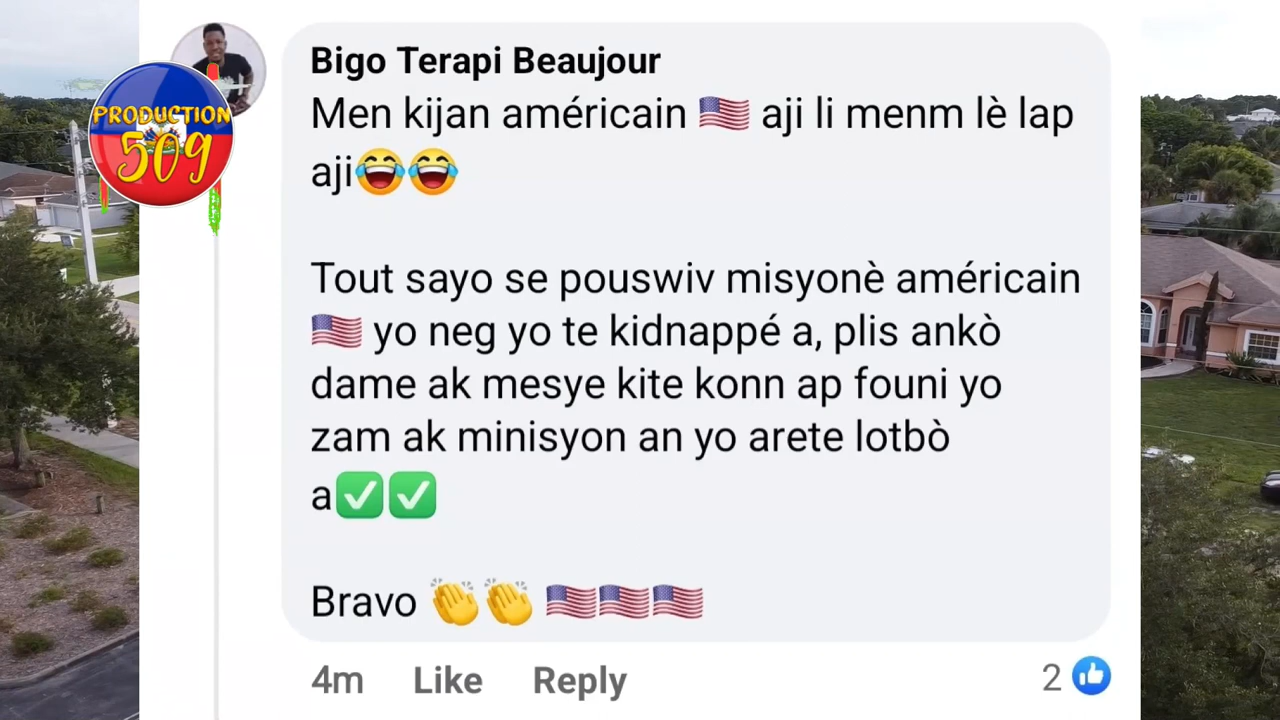 PRODUCTION
509
Bigo Terapi Beaujour
Men kijan américain 🇺🇸 aji li menm lè lap
aji😂😂
Tout sayo se pouswiv misyonè américain
🇺🇸 yo neg yo te kidnappé a, plis ankò
dame ak mesye kite konn ap founi yo
zam ak minisyon an yo arete lotbò
a✅✅
Bravo 👏👏 🇺🇸🇺🇸🇺🇸
4m Like Reply 2